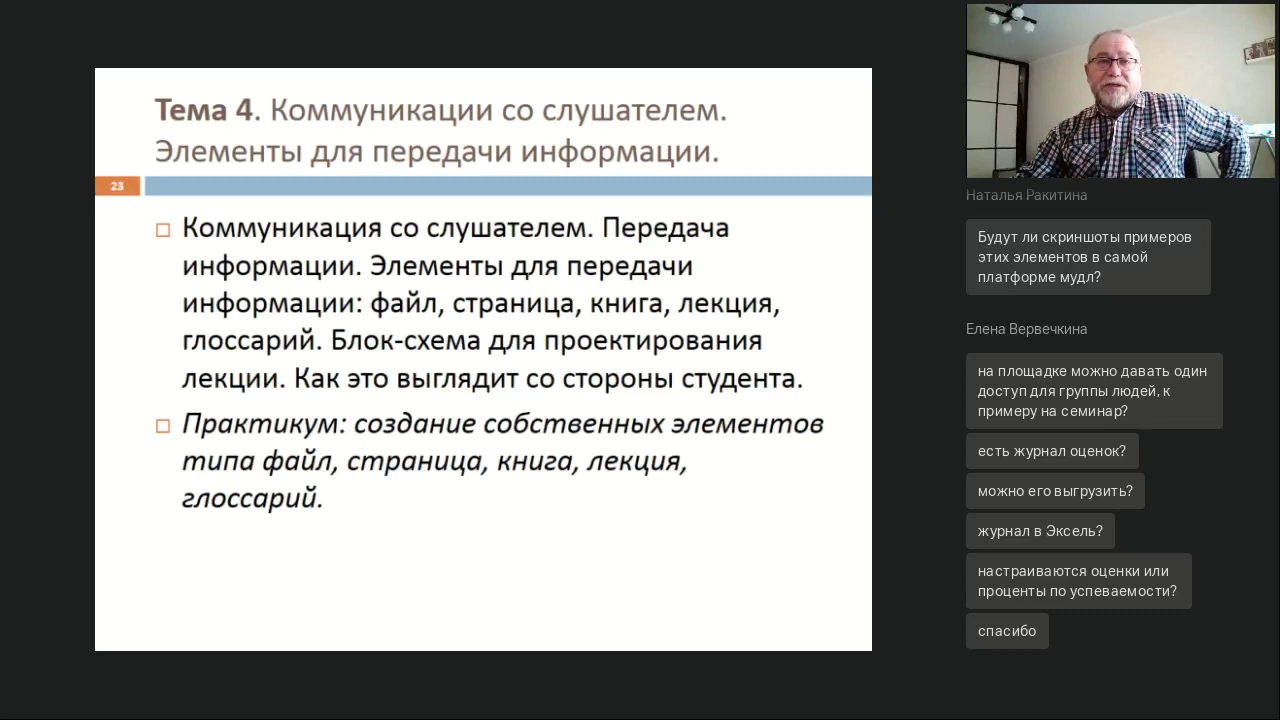 Тема 4. Коммуникации со слушателем.
Элементы для передачи информации.
23
Коммуникация со слушателем. Передача
информации. Элементы для передачи
информации: файл, страница, книга, лекция,
глоссарий. Блок-схема для проектирования
лекции. Как это выглядит со стороны студента.
Практикум: создание собственных элементов
типа файл, страница, книга, лекция,
глоссарий.
Наталья Ракитина
Будут ли скриншоты примеров
этих элементов в самой
платформе мудл?
Елена Вервечкина
на площадке можно давать один
доступ для группы людей, к
примеру на семинар?
есть журнал оценок?
можно его выгрузить?
журнал в Эксель?
настраиваются оценки или
проценты по успеваемости?
спасибо